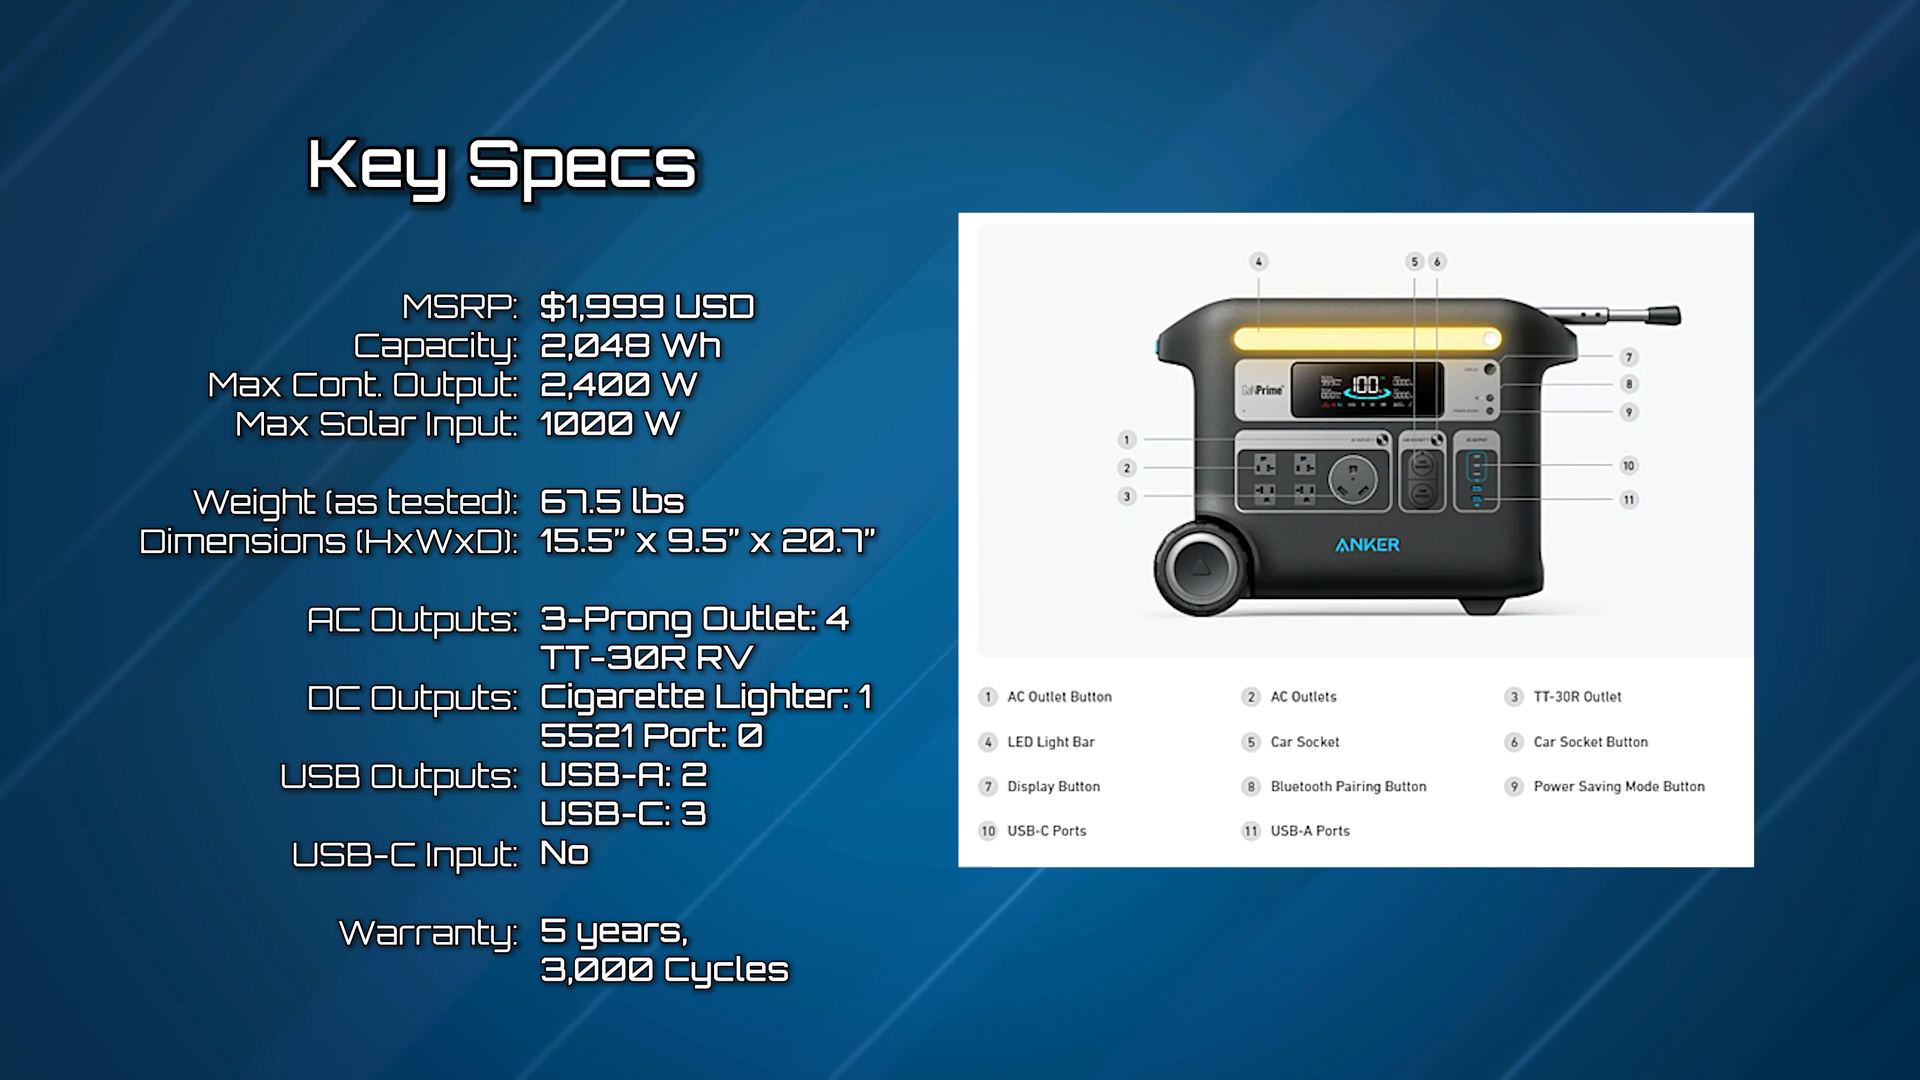 Key Specs
MSRP: $1,999 USD
Capacity: 2,048 Wh
Max Cont. Output: 2,400 W
Max Solar Input: 1000 W
Weight (as tested): 67.5 lbs
Dimensions (HxWxD): 15.5” x 9.5” x 20.7”
AC Outputs: 3-Prong Outlet: 4
TT-30R RV
DC Outputs: Cigarette Lighter: 1
5521 Port: 0
USB Outputs: USB-A: 2
USB-C: 3
USB-C Input: No
Warranty: 5 years,
3,000 Cycles
4 5 6
7
8
9
GaNPrime
100%
1
2
3
10
11
ANKER
1 AC Outlet Button 2 AC Outlets 3 TT-30R Outlet
4 LED Light Bar 5 Car Socket 6 Car Socket Button
7 Display Button 8 Bluetooth Pairing Button 9 Power Saving Mode Button
10 USB-C Ports 11 USB-A Ports